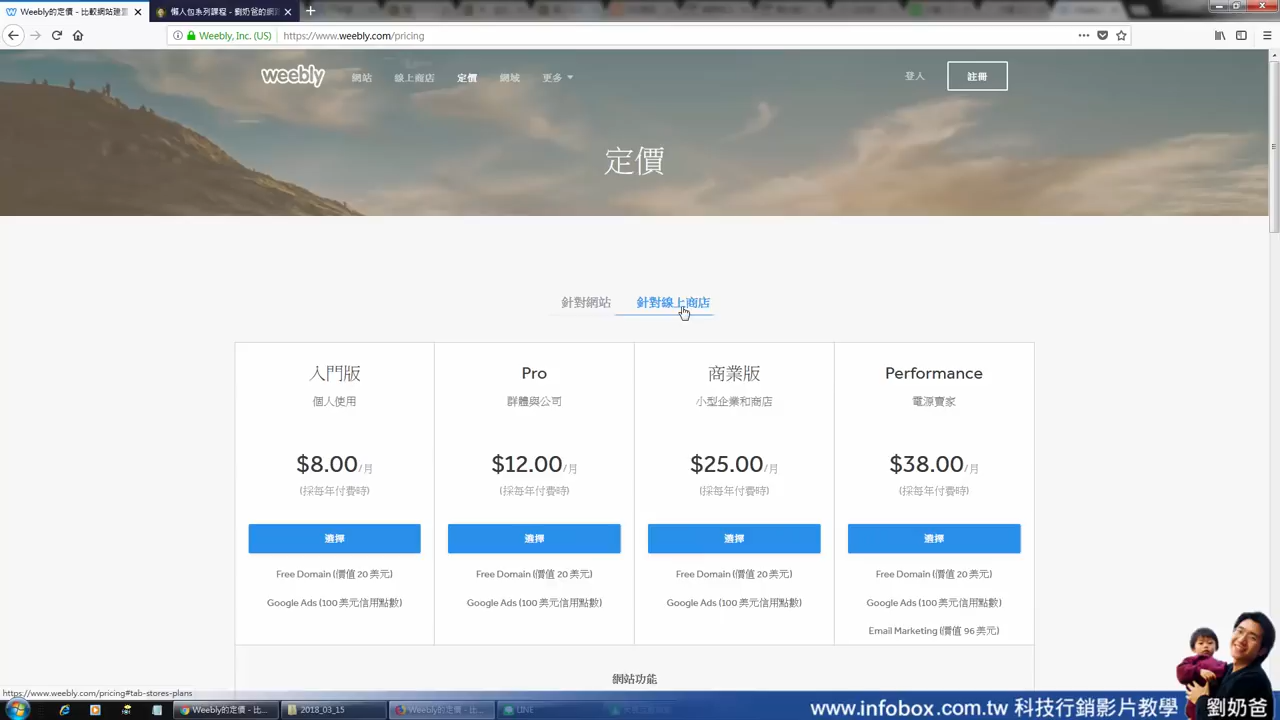 Weebly的定價 - 比較網站建
懶人包系列課程 - 劉奶爸的網
Weebly, Inc. (US)
https://www.weebly.com/pricing
weebly
網站
線上商店
定價
網域
更多
登入
註冊
定價
針對網站
針對線上商店
入門版
個人使用
$8.00/月
(採每年付費時)
選擇
Free Domain (價值 20 美元)
Google Ads (100 美元信用點數)
Pro
群體與公司
$12.00/月
(採每年付費時)
選擇
Free Domain (價值 20 美元)
Google Ads (100 美元信用點數)
商業版
小型企業和商店
$25.00/月
(採每年付費時)
選擇
Free Domain (價值 20 美元)
Google Ads (100 美元信用點數)
Performance
電源賣家
$38.00/月
(採每年付費時)
選擇
Free Domain (價值 20 美元)
Google Ads (100 美元信用點數)
Email Marketing (價值 96 美元)
網站功能
https://www.weebly.com/pricing#tab-stores-plans
Weebly的定價 - 比...
2018_03_15
Weebly的定價 - 比...
LINE
www.infobox.com.tw 科技行銷影片教學
劉奶爸